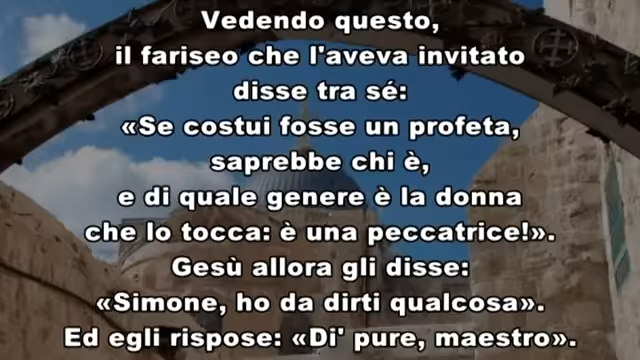 Vedendo questo,
il fariseo che l'aveva invitato
disse tra sé:
«Se costui fosse un profeta,
saprebbe chi è,
e di quale genere è la donna
che lo tocca: è una peccatrice!».
Gesù allora gli disse:
«Simone, ho da dirti qualcosa».
Ed egli rispose: «Di' pure, maestro».